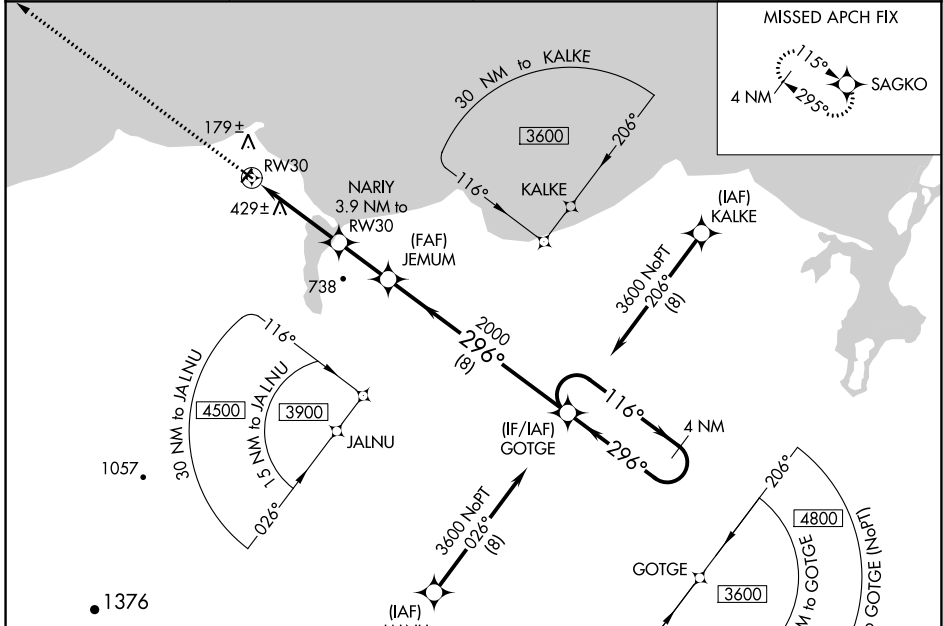 MISSED APCH FIX
115°
SAGKO
4 NM
295°
30 NM to KALKE
3600
206°
116°
KALKE
179±
RW30
429±
NARIY
3.9 NM to
RW30
(FAF)
JEMUM
738
(IAF)
KALKE
3600 NoPT
206°
(8)
2000
296°
(8)
116°
4 NM
296°
(IF/IAF)
GOTGE
116°
30 NM to JALNU
4500
15 NM to JALNU
3900
JALNU
026°
1057
1376
3600 NoPT
026°
(8)
(IAF)
206°
4800
GOTGE
3600
M to GOTGE
GOTGE (NoPT)